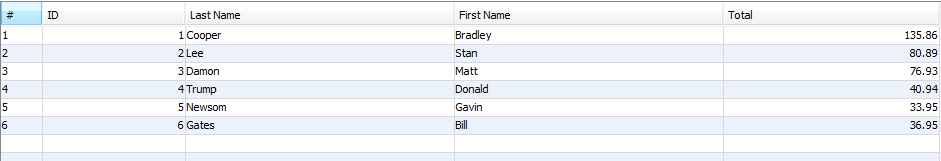 # ID Last Name First Name Total
1 1 Cooper Bradley 135.86
2 2 Lee Stan 80.89
3 3 Damon Matt 76.93
4 4 Trump Donald 40.94
5 5 Newsom Gavin 33.95
6 6 Gates Bill 36.95